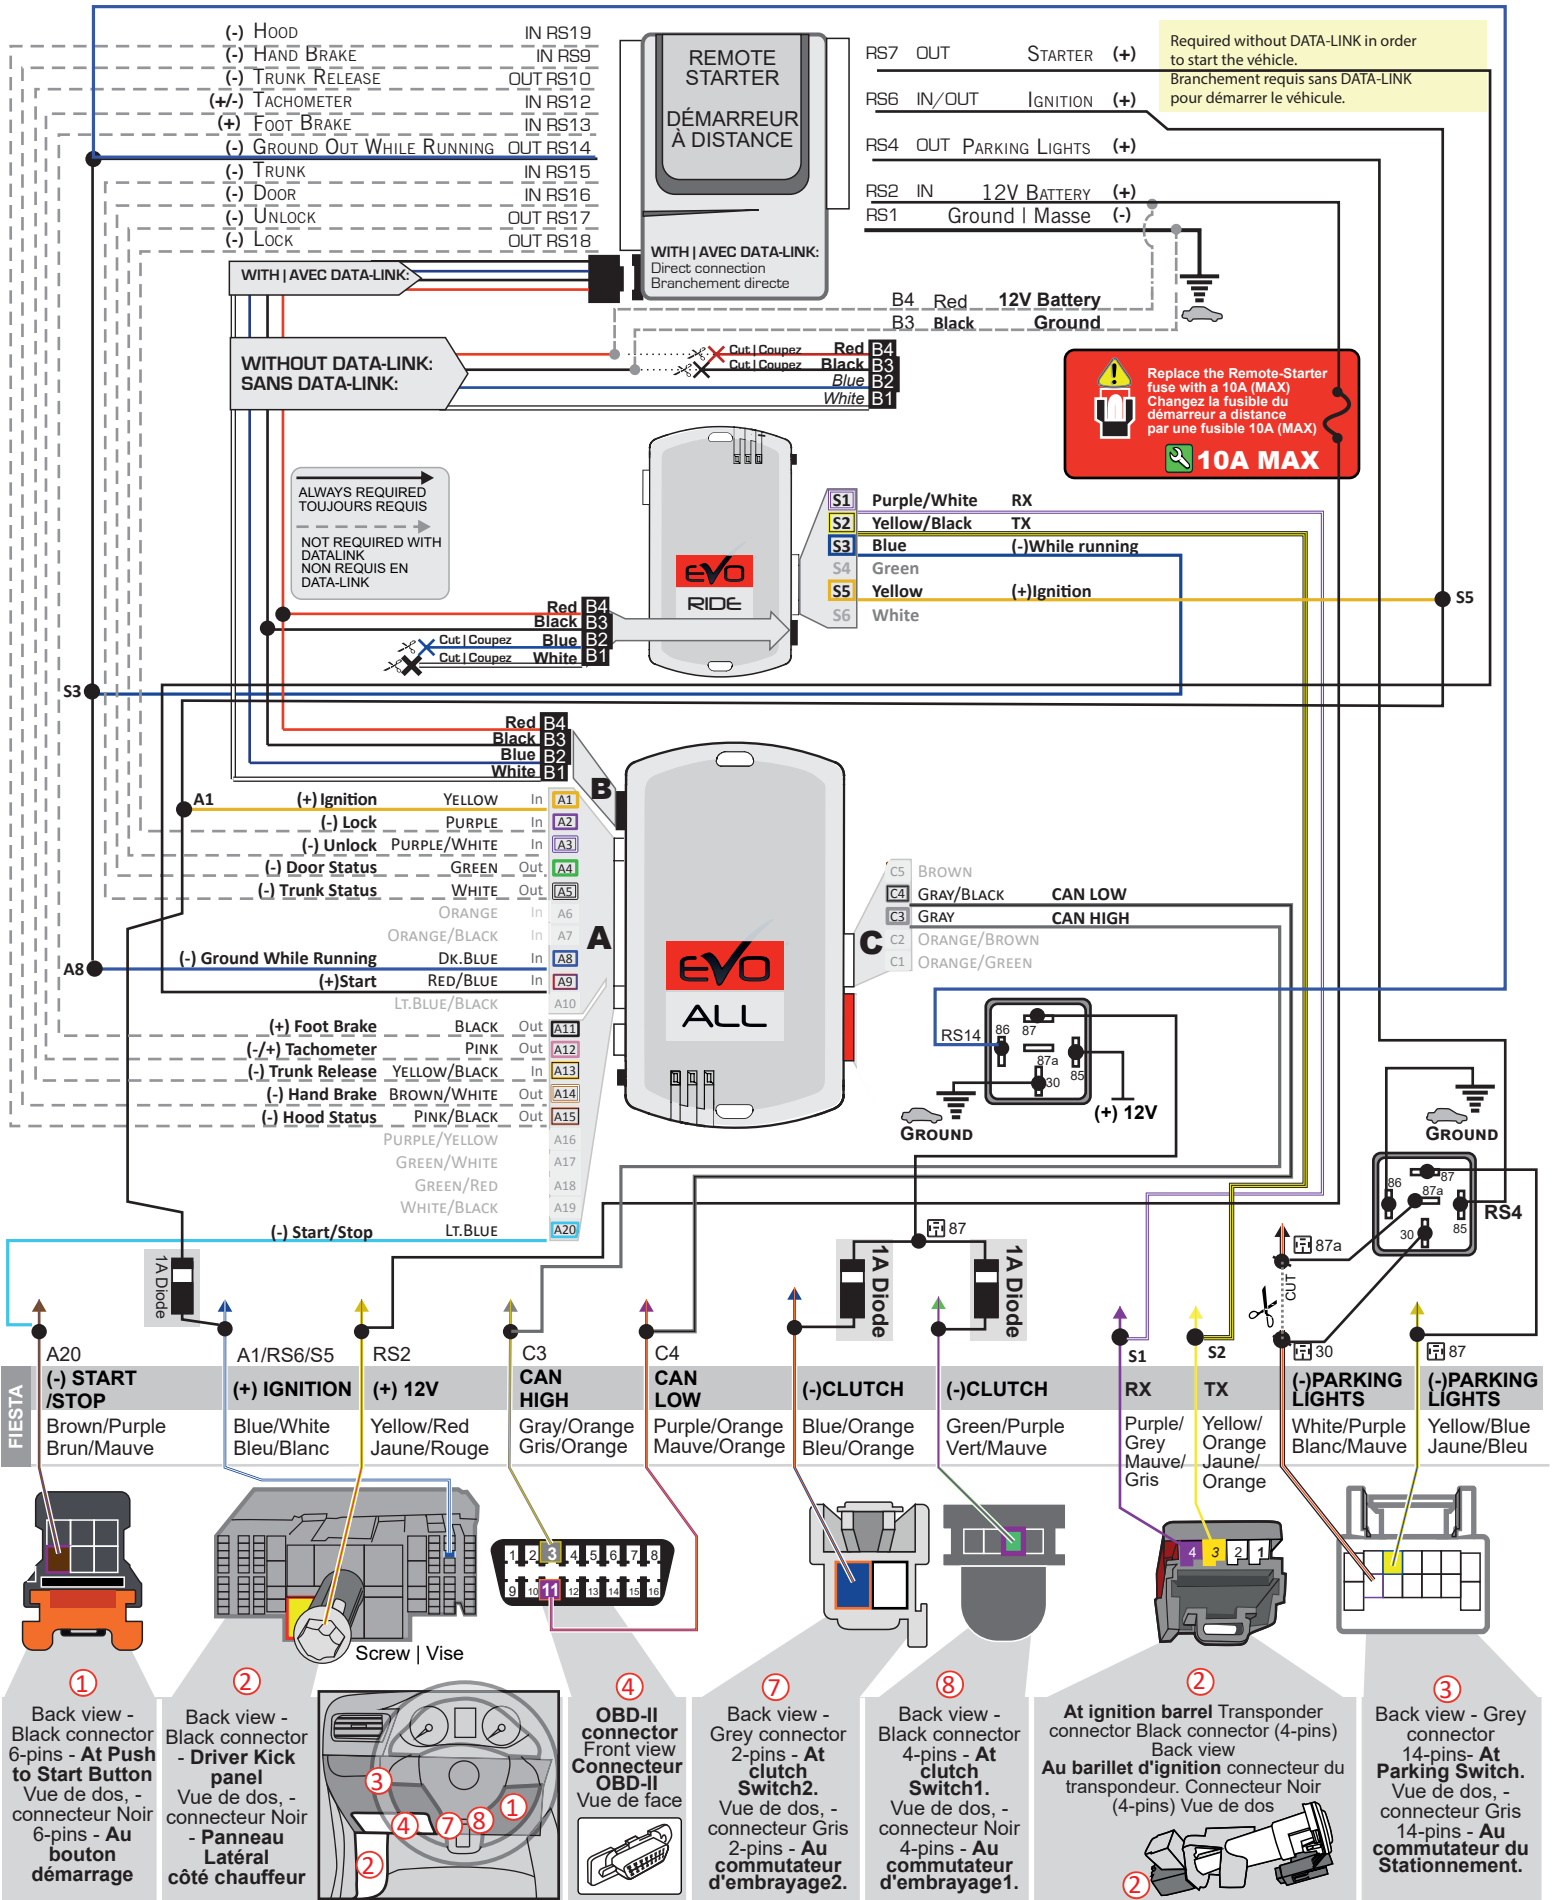 (-) HOOD IN RS19
(-) HAND BRAKE IN RS9
(-) TRUNK RELEASE OUT RS10
(+/-) TACHOMETER IN RS12
(+) FOOT BRAKE IN RS13
(-) GROUND OUT WHILE RUNNING OUT RS14
(-) TRUNK IN RS15
(-) DOOR IN RS16
(-) UNLOCK OUT RS17
(-) LOCK OUT RS18
REMOTE
STARTER
DÉMARREUR
À DISTANCE
WITH | AVEC DATA-LINK:
Direct connection
Branchement directe
RS7 OUT STARTER (+)
RS6 IN/OUT IGNITION (+)
RS4 OUT PARKING LIGHTS (+)
RS2 IN 12V BATTERY (+)
RS1 Ground | Masse (-)
Required without DATA-LINK in order
to start the véhicle.
Branchement requis sans DATA-LINK
pour démarrer le véhicule.
WITH | AVEC DATA-LINK:
B4 Red 12V Battery
B3 Black Ground
WITHOUT DATA-LINK:
SANS DATA-LINK:
Cut | Coupez Red B4
Cut | Coupez Black B3
Blue B2
White B1
Replace the Remote-Starter
fuse with a 10A (MAX)
Changez la fusible du
démarreur a distance
par une fusible 10A (MAX)
10A MAX
ALWAYS REQUIRED
TOUJOURS REQUIS
NOT REQUIRED WITH
DATALINK
NON REQUIS EN
DATA-LINK
EVO
RIDE
S1 Purple/White RX
S2 Yellow/Black TX
S3 Blue (-)While running
S4 Green
S5 Yellow (+)Ignition
S6 White
S5
Red B4
Black B3
Cut | Coupez Blue B2
Cut | Coupez White B1
S3
Red B4
Black B3
Blue B2
White B1
B
A1
(+) Ignition YELLOW In A1
(-) Lock PURPLE In A2
(-) Unlock PURPLE/WHITE In A3
(-) Door Status GREEN Out A4
(-) Trunk Status WHITE Out A5
ORANGE In A6
ORANGE/BLACK In A7
A8
(-) Ground While Running DK.BLUE In A8
(+)Start RED/BLUE In A9
LT.BLUE/BLACK A10
(+) Foot Brake BLACK Out A11
(-/+) Tachometer PINK Out A12
(-) Trunk Release YELLOW/BLACK In A13
(-) Hand Brake BROWN/WHITE Out A14
(-) Hood Status PINK/BLACK Out A15
PURPLE/YELLOW A16
GREEN/WHITE A17
GREEN/RED A18
WHITE/BLACK A19
(-) Start/Stop LT.BLUE A20
A
EVO
ALL
C
C5 BROWN
C4 GRAY/BLACK CAN LOW
C3 GRAY CAN HIGH
C2 ORANGE/BROWN
C1 ORANGE/GREEN
RS14
86 87
87a
30 85
GROUND
(+) 12V
GROUND
86 87
87a
30 85
RS4
1A Diode
87
1A Diode
1A Diode
87a
CUT
30
87
FIESTA
A20
(-) START
/STOP
Brown/Purple
Brun/Mauve
A1/RS6/S5
(+) IGNITION
Blue/White
Bleu/Blanc
RS2
(+) 12V
Yellow/Red
Jaune/Rouge
C3
CAN
HIGH
Gray/Orange
Gris/Orange
C4
CAN
LOW
Purple/Orange
Mauve/Orange
(-)CLUTCH
Blue/Orange
Bleu/Orange
(-)CLUTCH
Green/Purple
Vert/Mauve
S1
RX
Purple/
Grey
Mauve/
Gris
S2
TX
Yellow/
Orange
Jaune/
Orange
(-)PARKING
LIGHTS
White/Purple
Blanc/Mauve
(-)PARKING
LIGHTS
Yellow/Blue
Jaune/Bleu
Screw | Vise
1 2 3 4 5 6 7 8
9 10 11 12 13 14 15 16
4 3 2 1
1
Back view -
Black connector
6-pins - At Push
to Start Button
Vue de dos, -
connecteur Noir
6-pins - Au
bouton
démarrage
2
Back view -
Black connector
- Driver Kick
panel
Vue de dos, -
connecteur Noir
- Panneau
Latéral
côté chauffeur
3
4
7
8
1
2
4
OBD-II
connector
Front view
Connecteur
OBD-II
Vue de face
7
Back view -
Grey connector
2-pins - At
clutch
Switch2.
Vue de dos, -
connecteur Gris
2-pins - Au
commutateur
d'embrayage2.
8
Back view -
Black connector
4-pins - At
clutch
Switch1.
Vue de dos, -
connecteur Noir
4-pins - Au
commutateur
d'embrayage1.
2
At ignition barrel Transponder
connector Black connector (4-pins)
Back view
Au barillet d'ignition connecteur du
transpondeur. Connecteur Noir
(4-pins) Vue de dos
2
3
Back view - Grey
connector
14-pins- At
Parking Switch.
Vue de dos, -
connecteur Gris
14-pins - Au
commutateur du
Stationnement.